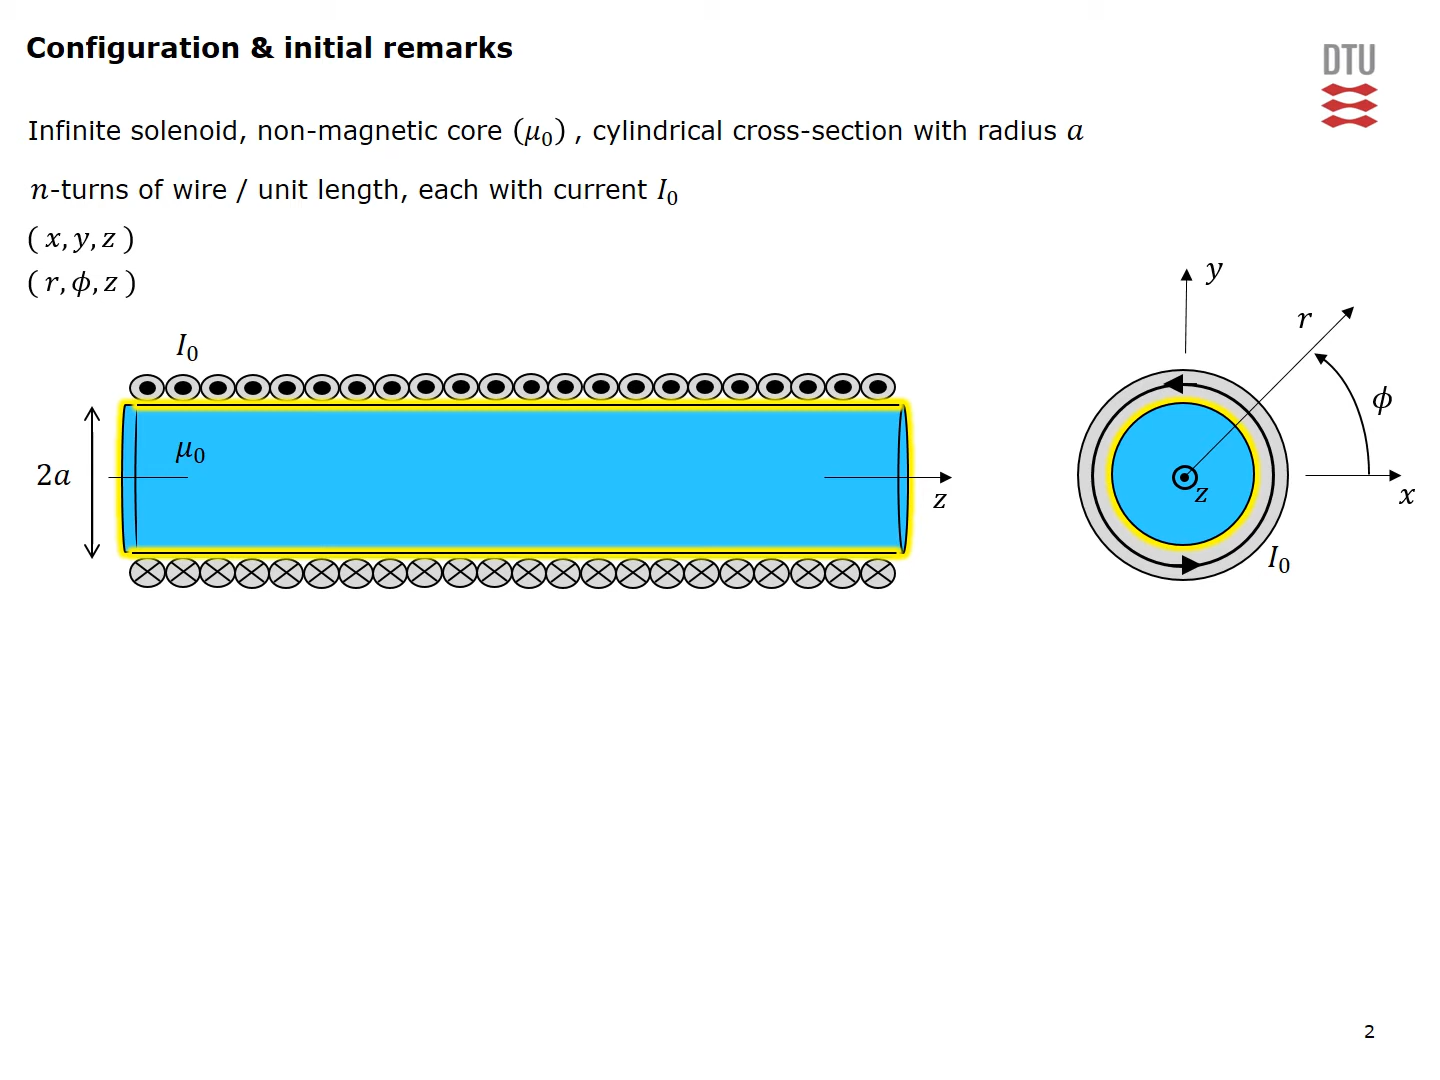 Configuration & initial remarks
DTU
Infinite solenoid, non-magnetic core (μ₀) , cylindrical cross-section with radius a
n-turns of wire / unit length, each with current I₀
( x, y, z )
( r, ϕ, z )
I₀
μ₀
2a
z
y
r
ϕ
x
z
I₀
2